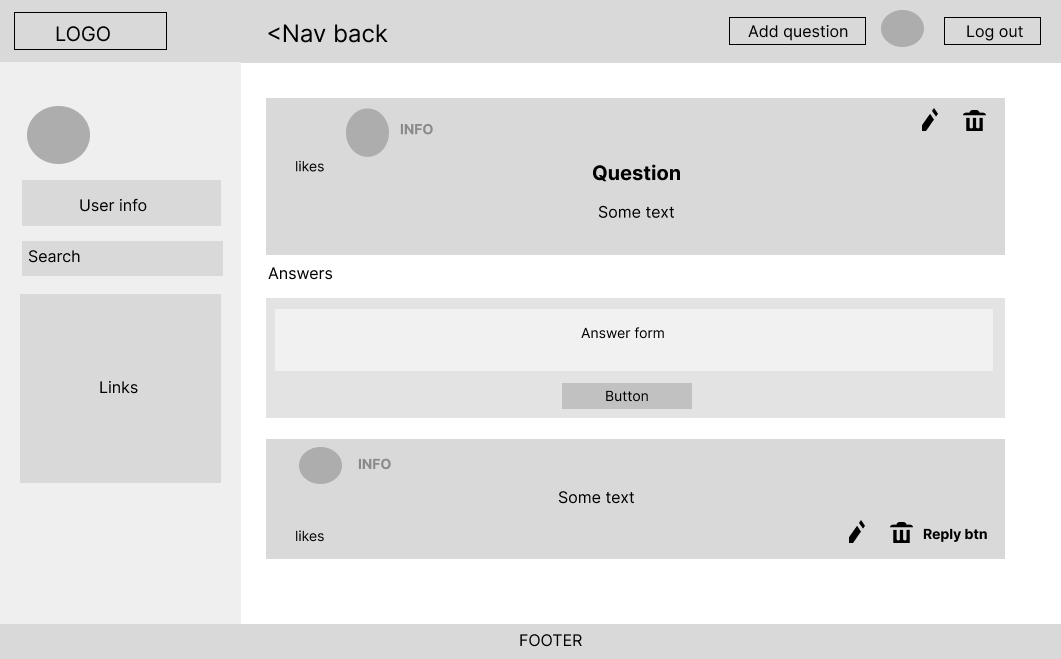 LOGO
<Nav back
Add question
Log out
User info
Search
Links
INFO
likes
Question
Some text
Answers
Answer form
Button
INFO
Some text
likes
Reply btn
FOOTER